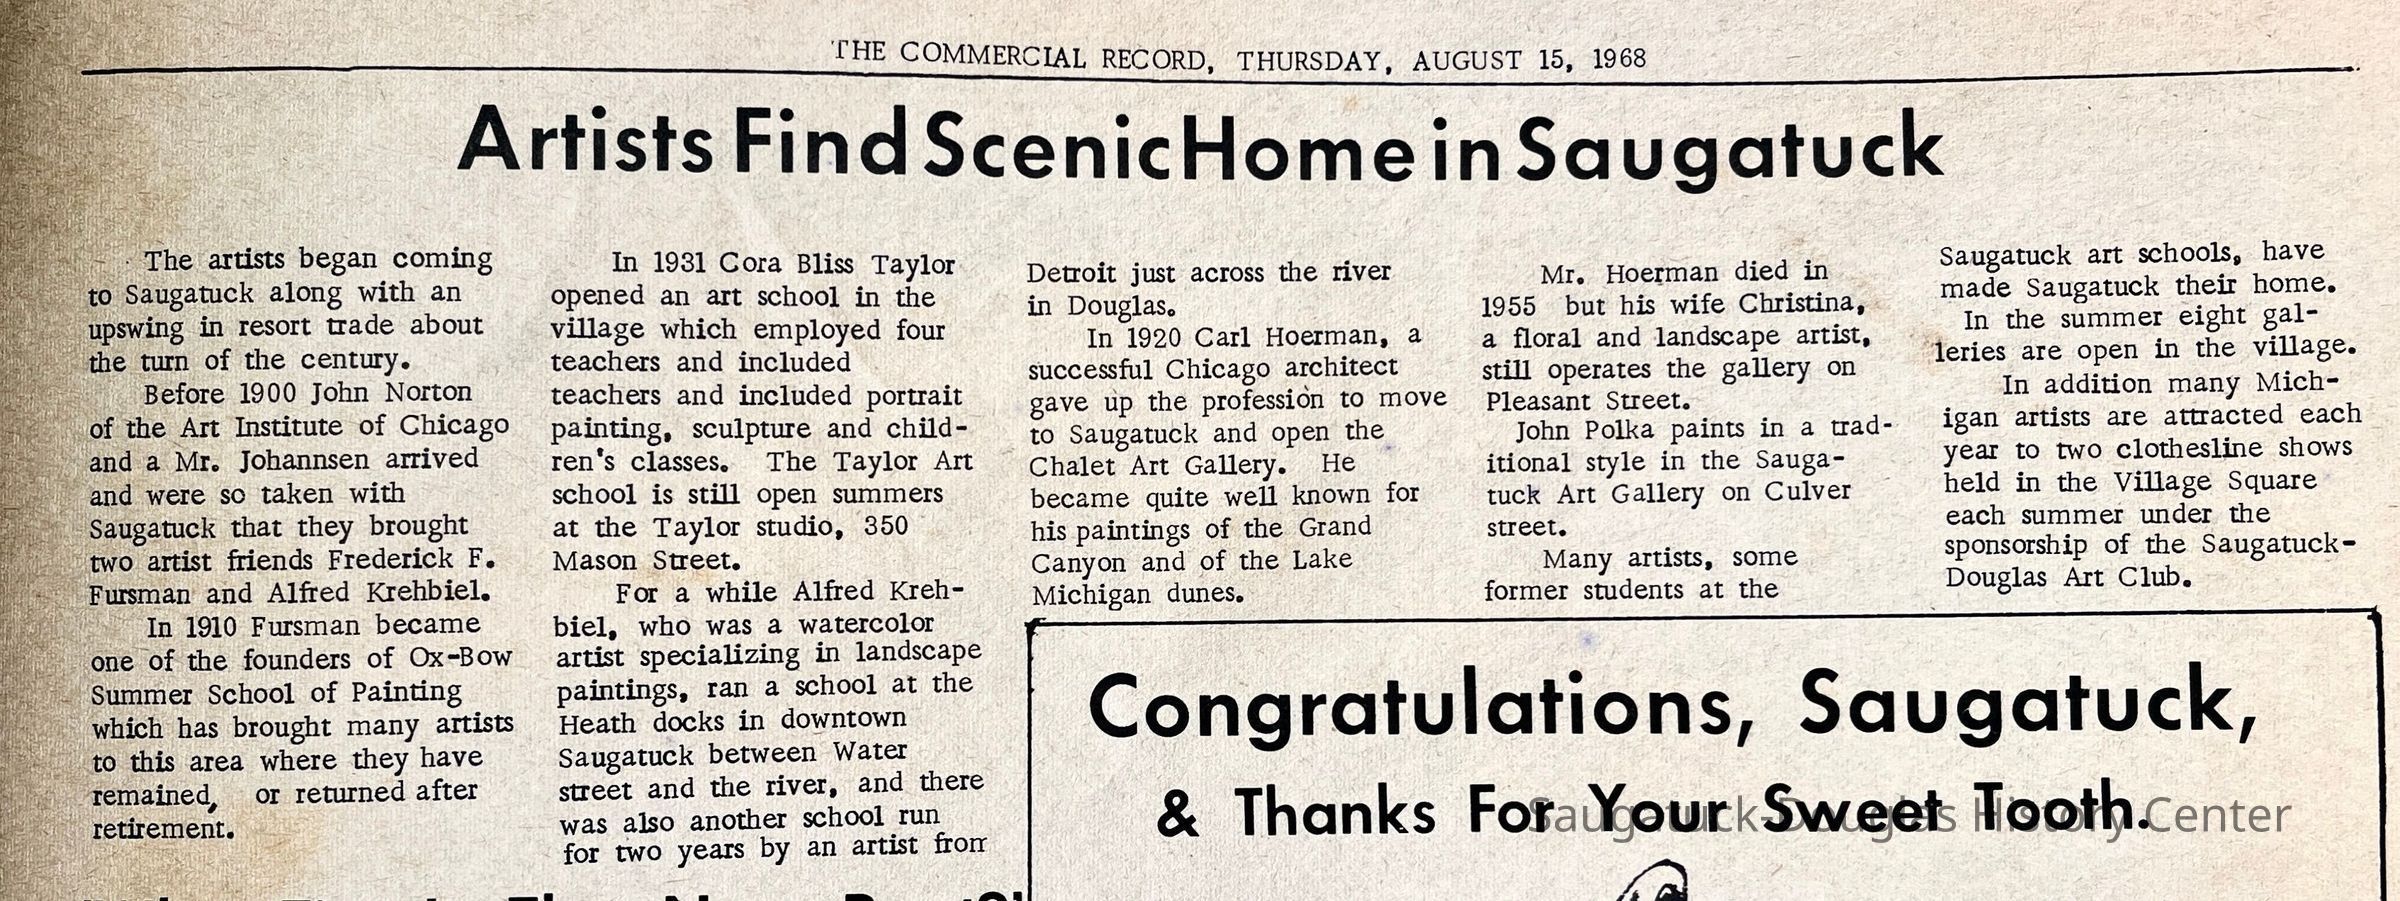 THE COMMERCIAL RECORD, THURSDAY, AUGUST 15, 1968
Artists Find Scenic Home in Saugatuck
The artists began coming
to Saugatuck along with an
upswing in resort trade about
the turn of the century.
Before 1900 John Norton
of the Art Institute of Chicago
and a Mr. Johannsen arrived
and were so taken with
Saugatuck that they brought
two artist friends Frederick F.
Fursman and Alfred Krehbiel.
In 1910 Fursman became
one of the founders of Ox-Bow
Summer School of Painting
which has brought many artists
to this area where they have
remained, or returned after
retirement.
In 1931 Cora Bliss Taylor
opened an art school in the
village which employed four
teachers and included
teachers and included portrait
painting, sculpture and child-
ren's classes. The Taylor Art
school is still open summers
at the Taylor studio, 350
Mason Street.
For a while Alfred Kreh-
biel, who was a watercolor
artist specializing in landscape
paintings, ran a school at the
Heath docks in downtown
Saugatuck between Water
street and the river, and there
was also another school run
for two years by an artist from
Detroit just across the river
in Douglas.
In 1920 Carl Hoerman, a
successful Chicago architect
gave up the profession to move
to Saugatuck and open the
Chalet Art Gallery. He
became quite well known for
his paintings of the Grand
Canyon and of the Lake
Michigan dunes.
Mr. Hoerman died in
1955 but his wife Christina,
a floral and landscape artist,
still operates the gallery on
Pleasant Street.
John Polka paints in a trad-
itional style in the Sauga-
tuck Art Gallery on Culver
street.
Many artists, some
former students at the
Saugatuck art schools, have
made Saugatuck their home.
In the summer eight gal-
leries are open in the village.
In addition many Mich-
igan artists are attracted each
year to two clothesline shows
held in the Village Square
each summer under the
sponsorship of the Saugatuck-
Douglas Art Club.
Congratulations, Saugatuck,
& Thanks For Your Sweet Tooth.
Saugatuck-Douglas History Center